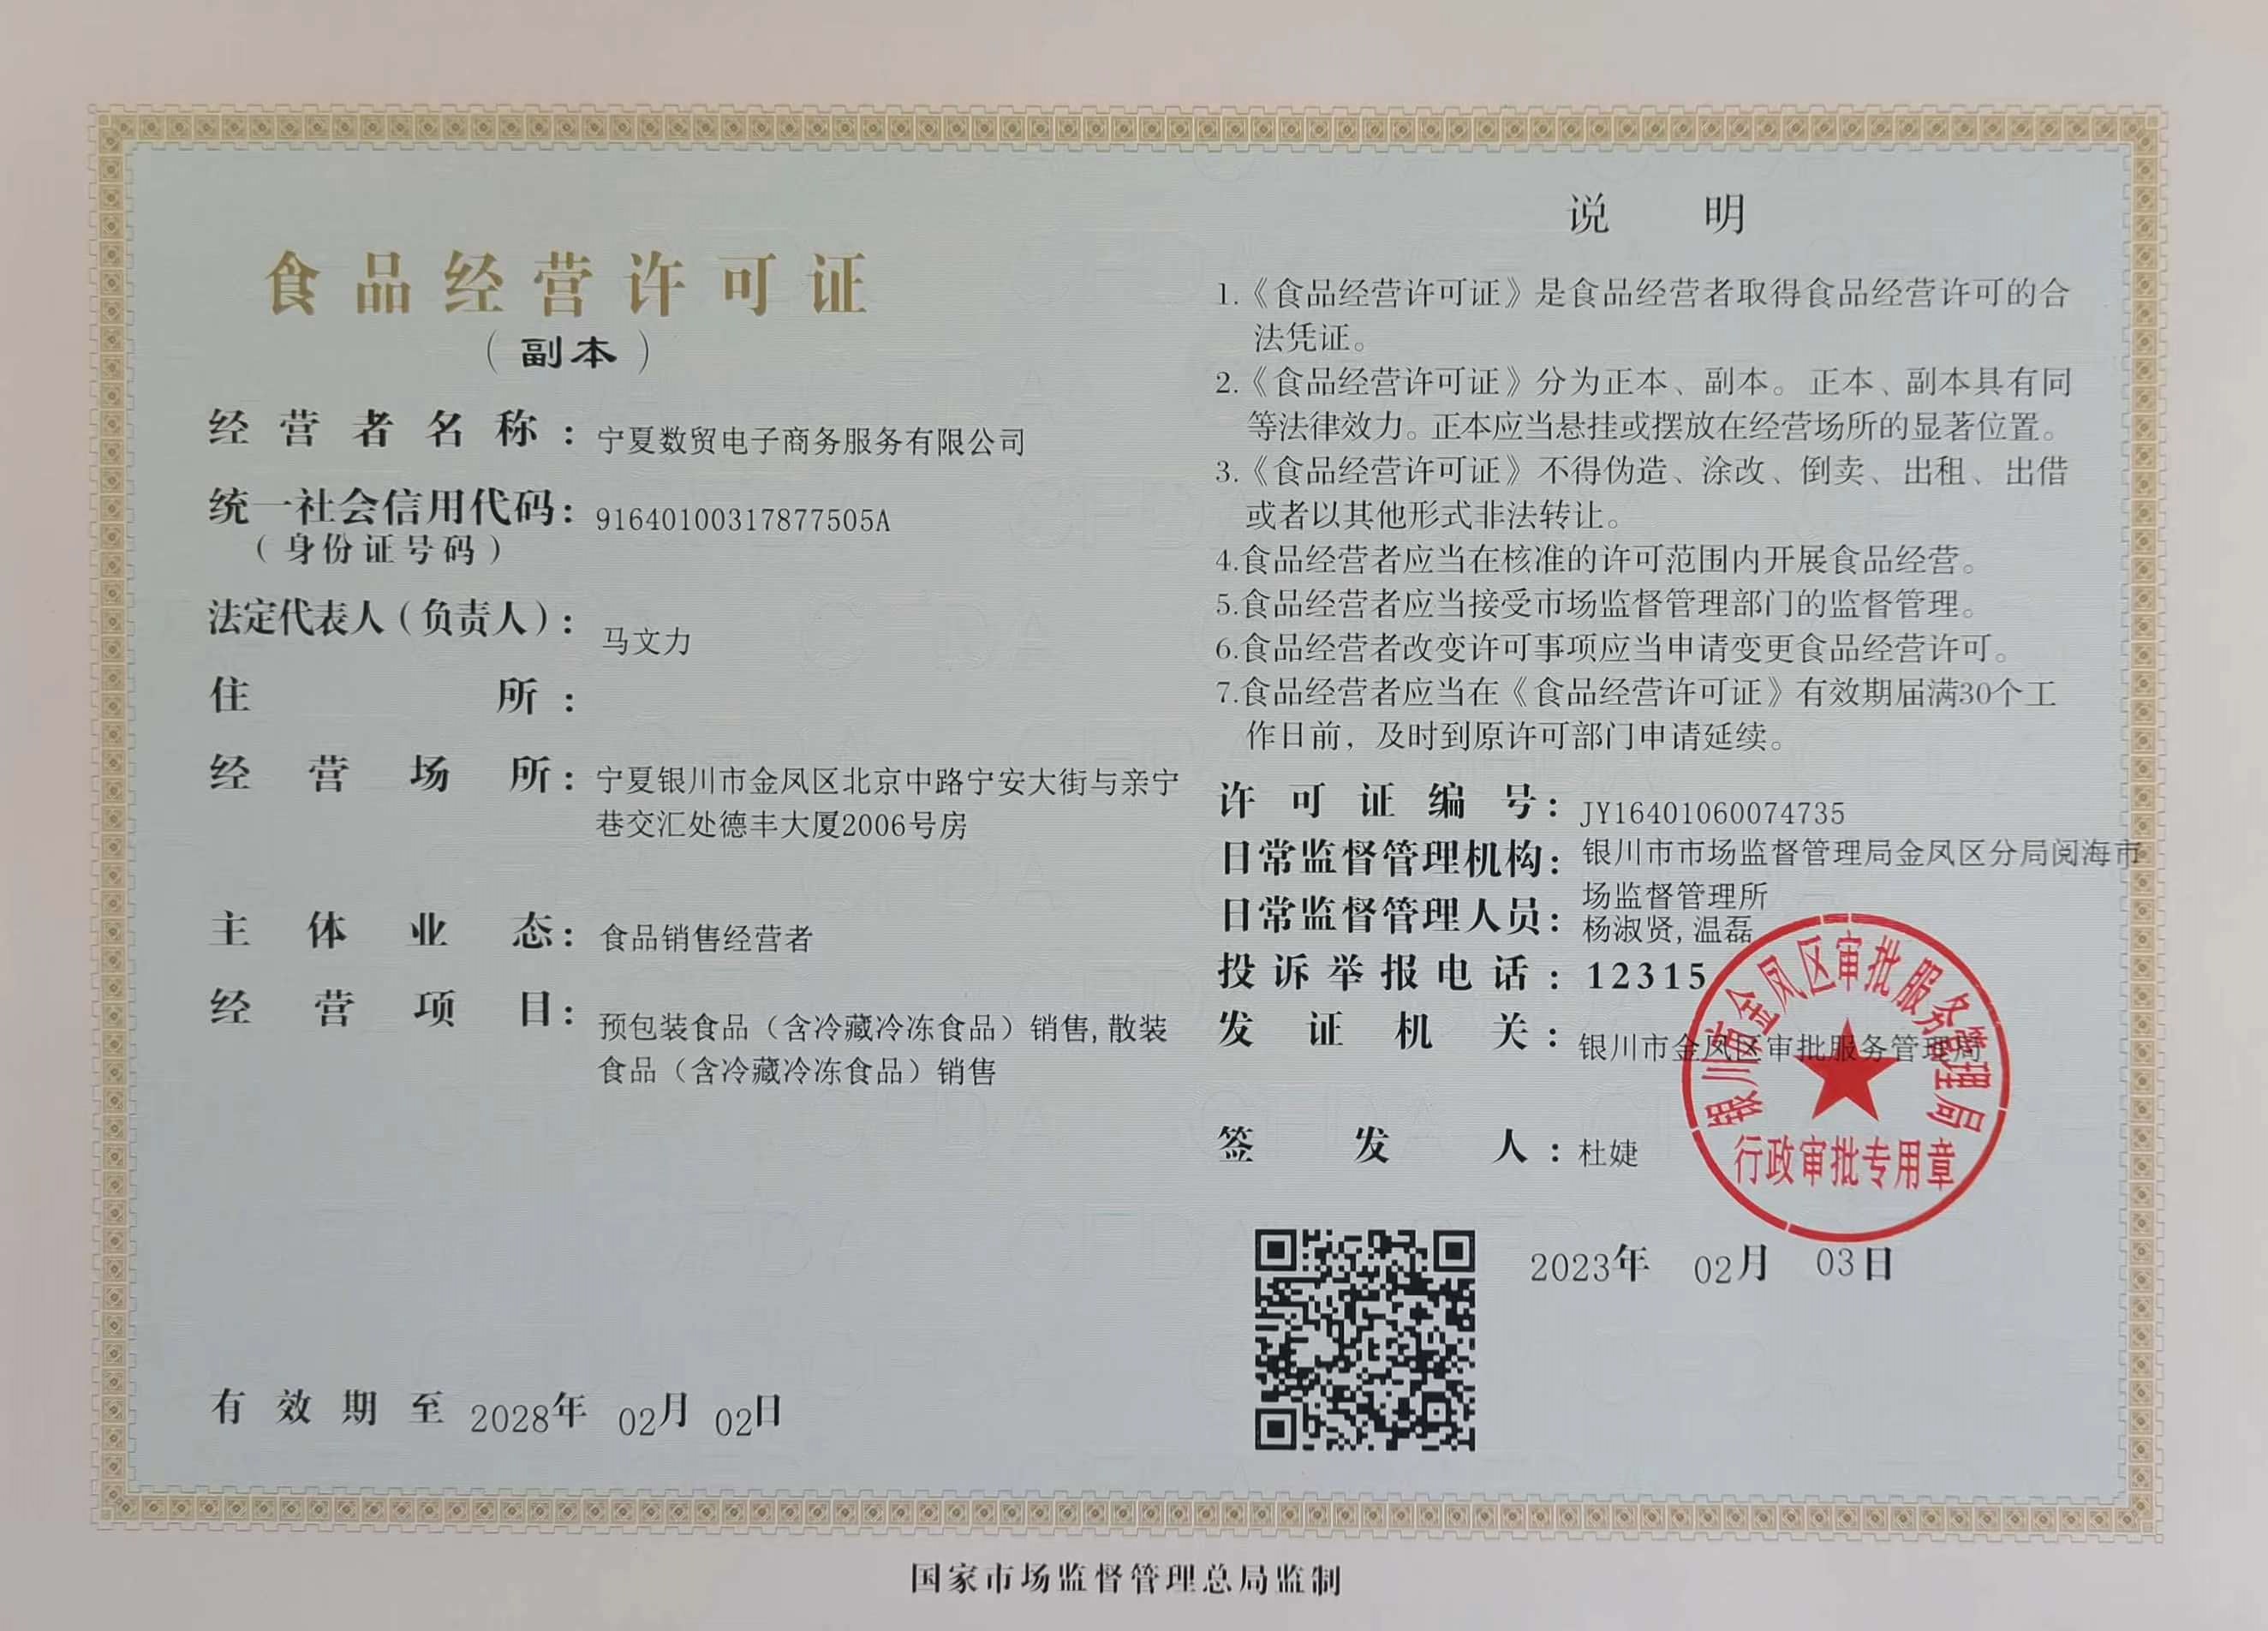 食品经营许可证
（副本）
经营者名称：宁夏数贸电子商务服务有限公司
统一社会信用代码：91640100317877505A
（身份证号码）
法定代表人（负责人）：马文力
住所：
经营场所：宁夏银川市金凤区北京中路宁安大街与亲宁
巷交汇处德丰大厦2006号房
主体业态：食品销售经营者
经营项目：预包装食品（含冷藏冷冻食品）销售,散装
食品（含冷藏冷冻食品）销售
有效期至2028年 02月 02日
说明
1.《食品经营许可证》是食品经营者取得食品经营许可的合
法凭证。
2.《食品经营许可证》分为正本、副本。正本、副本具有同
等法律效力。正本应当悬挂或摆放在经营场所的显著位置。
3.《食品经营许可证》不得伪造、涂改、倒卖、出租、出借
或者以其他形式非法转让。
4.食品经营者应当在核准的许可范围内开展食品经营。
5.食品经营者应当接受市场监督管理部门的监督管理。
6.食品经营者改变许可事项应当申请变更食品经营许可。
7.食品经营者应当在《食品经营许可证》有效期届满30个工
作日前，及时到原许可部门申请延续。
许可证编号：JY16401060074735
日常监督管理机构：银川市市场监督管理局金凤区分局阅海市
场监督管理所
日常监督管理人员：杨淑贤,温磊
投诉举报电话：12315
发证机关：银川市金凤区审批服务管理局
签发人：杜婕
银川市金凤区审批服务管理局
行政审批专用章
2023年 02月 03日
国家市场监督管理总局监制